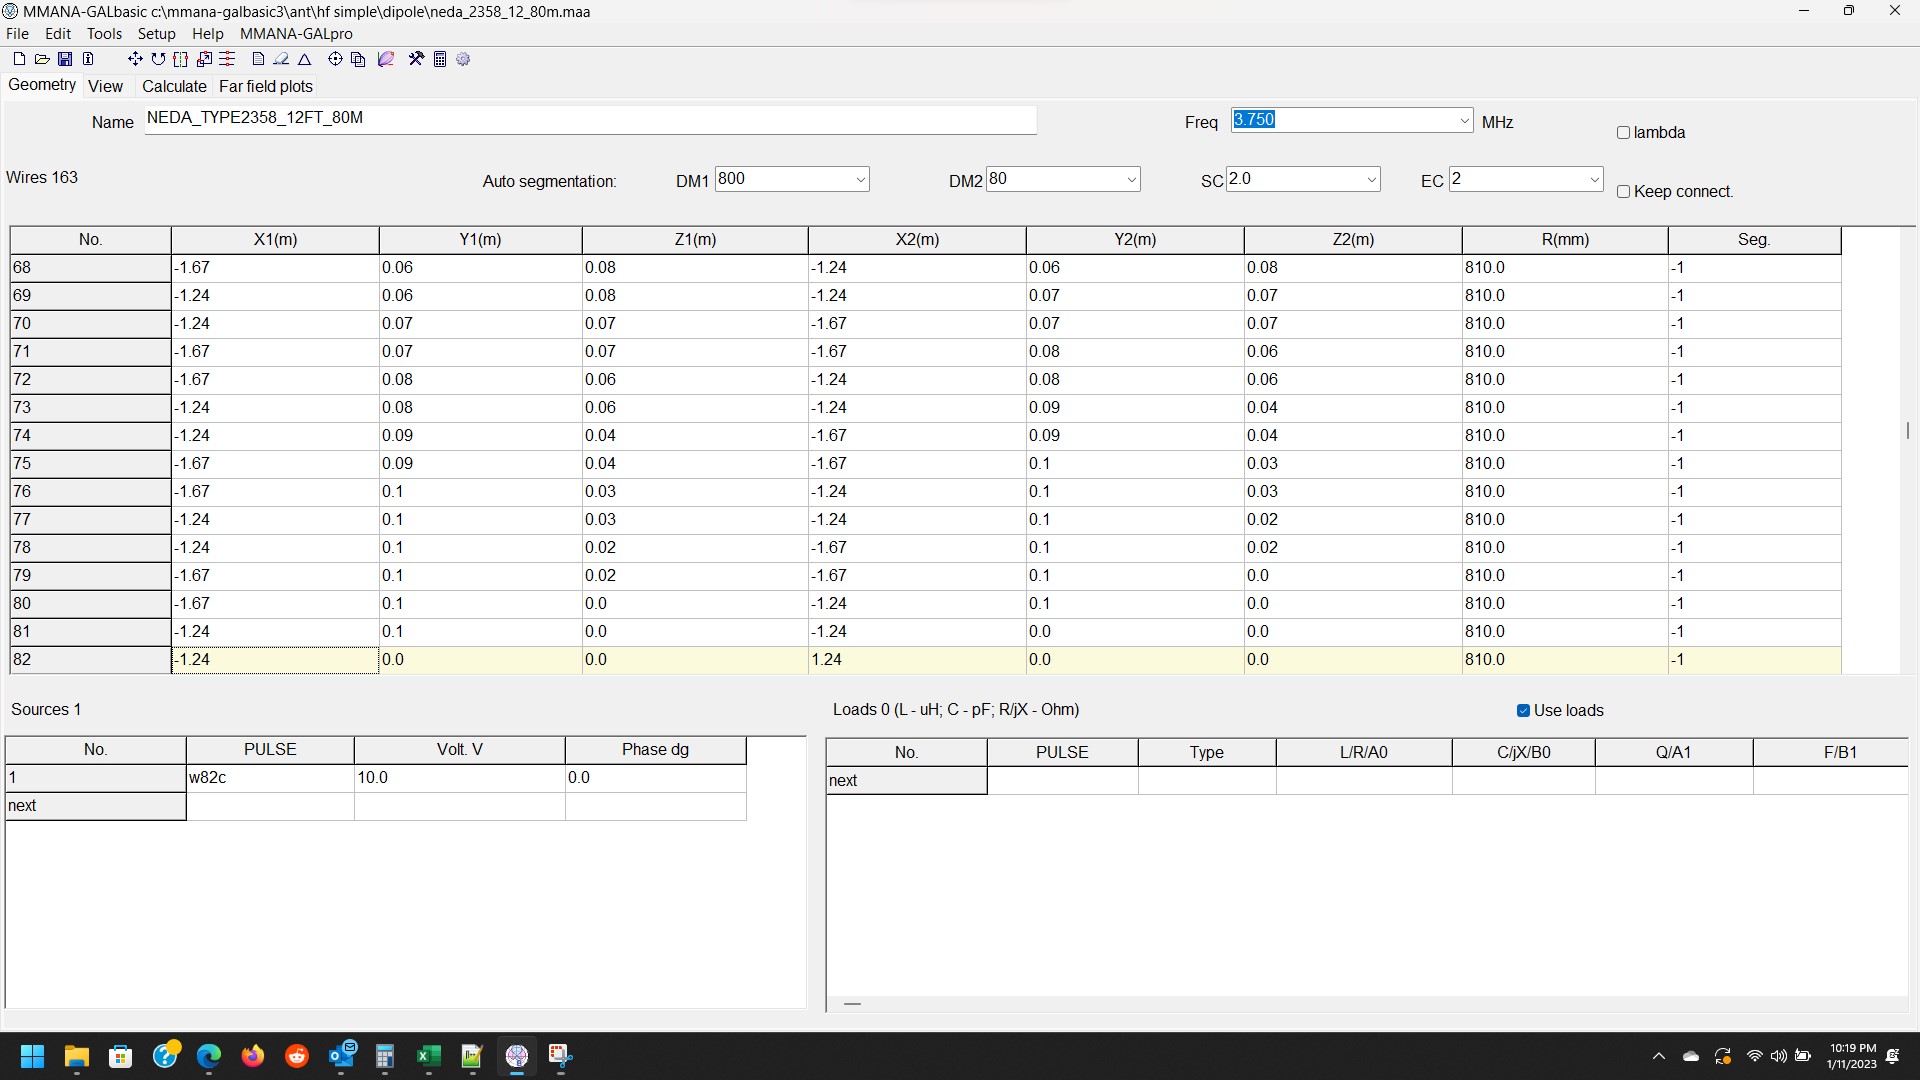 MMANA-GALbasic c:\mmana-galbasic3\ant\hf simple\dipole\neda_2358_12_80m.maa
File Edit Tools Setup Help MMANA-GALpro
Geometry View Calculate Far field plots
Name NEDA_TYPE2358_12FT_80M Freq 3.750 MHz lambda
Wires 163 Auto segmentation: DM1 800 DM2 80 SC 2.0 EC 2 Keep connect.
No. X1(m) Y1(m) Z1(m) X2(m) Y2(m) Z2(m) R(mm) Seg.
68 -1.67 0.06 0.08 -1.24 0.06 0.08 810.0 -1
69 -1.24 0.06 0.08 -1.24 0.07 0.07 810.0 -1
70 -1.24 0.07 0.07 -1.67 0.07 0.07 810.0 -1
71 -1.67 0.07 0.07 -1.67 0.08 0.06 810.0 -1
72 -1.67 0.08 0.06 -1.24 0.08 0.06 810.0 -1
73 -1.24 0.08 0.06 -1.24 0.09 0.04 810.0 -1
74 -1.24 0.09 0.04 -1.67 0.09 0.04 810.0 -1
75 -1.67 0.09 0.04 -1.67 0.1 0.03 810.0 -1
76 -1.67 0.1 0.03 -1.24 0.1 0.03 810.0 -1
77 -1.24 0.1 0.03 -1.24 0.1 0.02 810.0 -1
78 -1.24 0.1 0.02 -1.67 0.1 0.02 810.0 -1
79 -1.67 0.1 0.02 -1.67 0.1 0.0 810.0 -1
80 -1.67 0.1 0.0 -1.24 0.1 0.0 810.0 -1
81 -1.24 0.1 0.0 -1.24 0.0 0.0 810.0 -1
82 -1.24 0.0 0.0 1.24 0.0 0.0 810.0 -1
Sources 1
No. PULSE Volt. V Phase dg
1 w82c 10.0 0.0
next
Loads 0 (L - uH; C - pF; R/jX - Ohm) Use loads
No. PULSE Type L/R/A0 C/jX/B0 Q/A1 F/B1
next
10:19 PM
1/11/2023